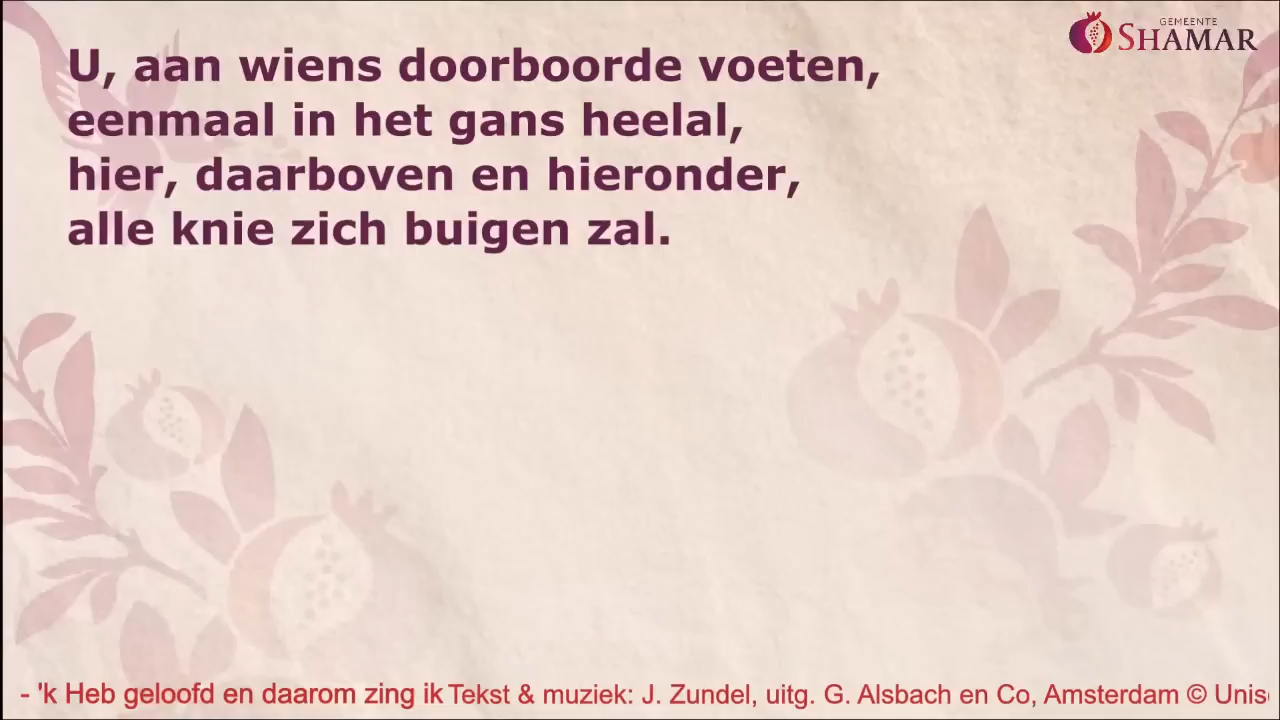 GEMEENTE
SHAMAR
U, aan wiens doorboorde voeten,
eenmaal in het gans heelal,
hier, daarboven en hieronder,
alle knie zich buigen zal.
- 'k Heb geloofd en daarom zing ik Tekst & muziek: J. Zundel, uitg. G. Alsbach en Co, Amsterdam © Unis